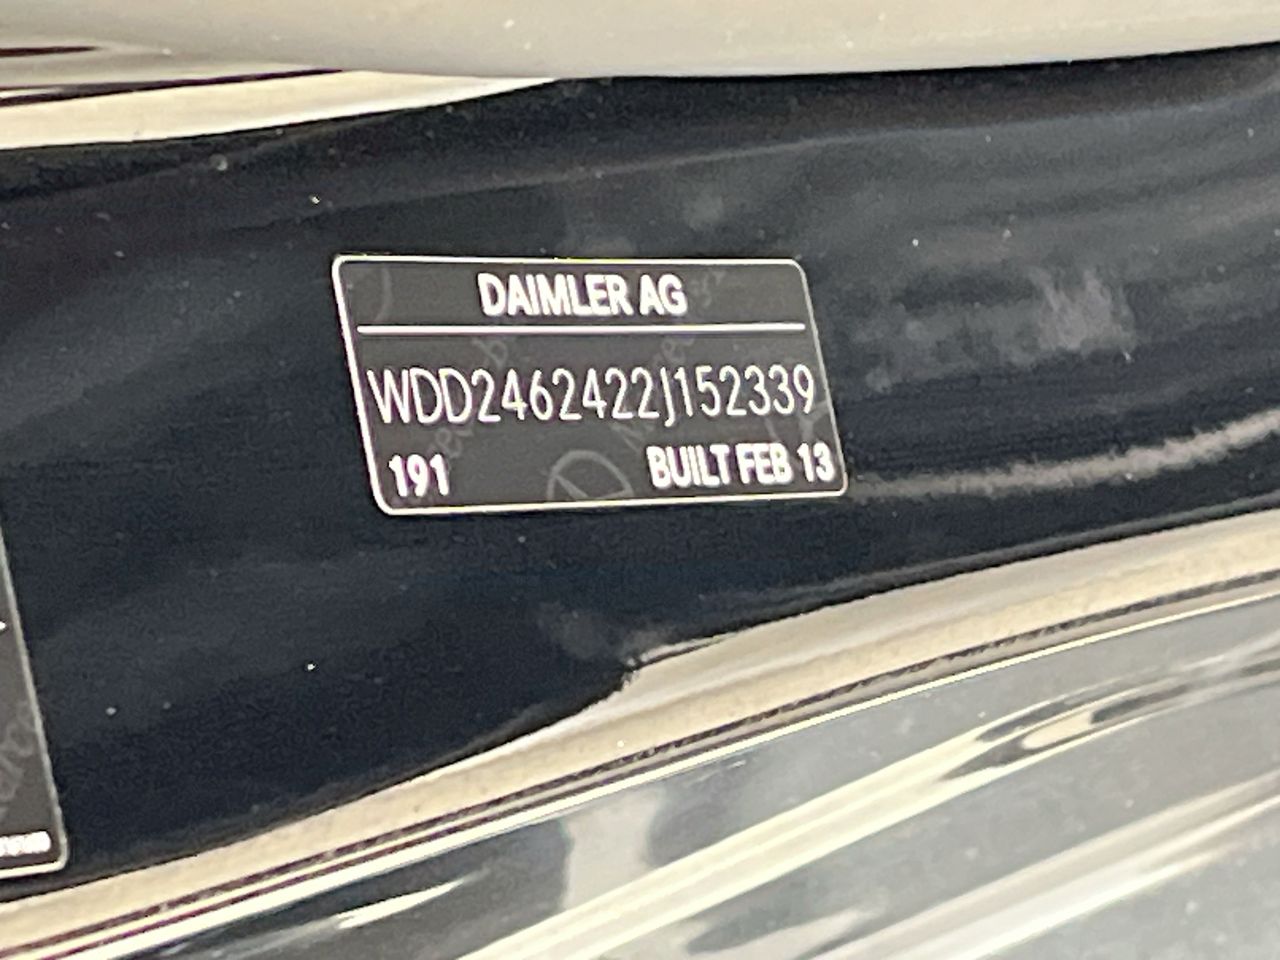 DAIMLER AG
WDD2462422J152339
191
BUILT FEB 13